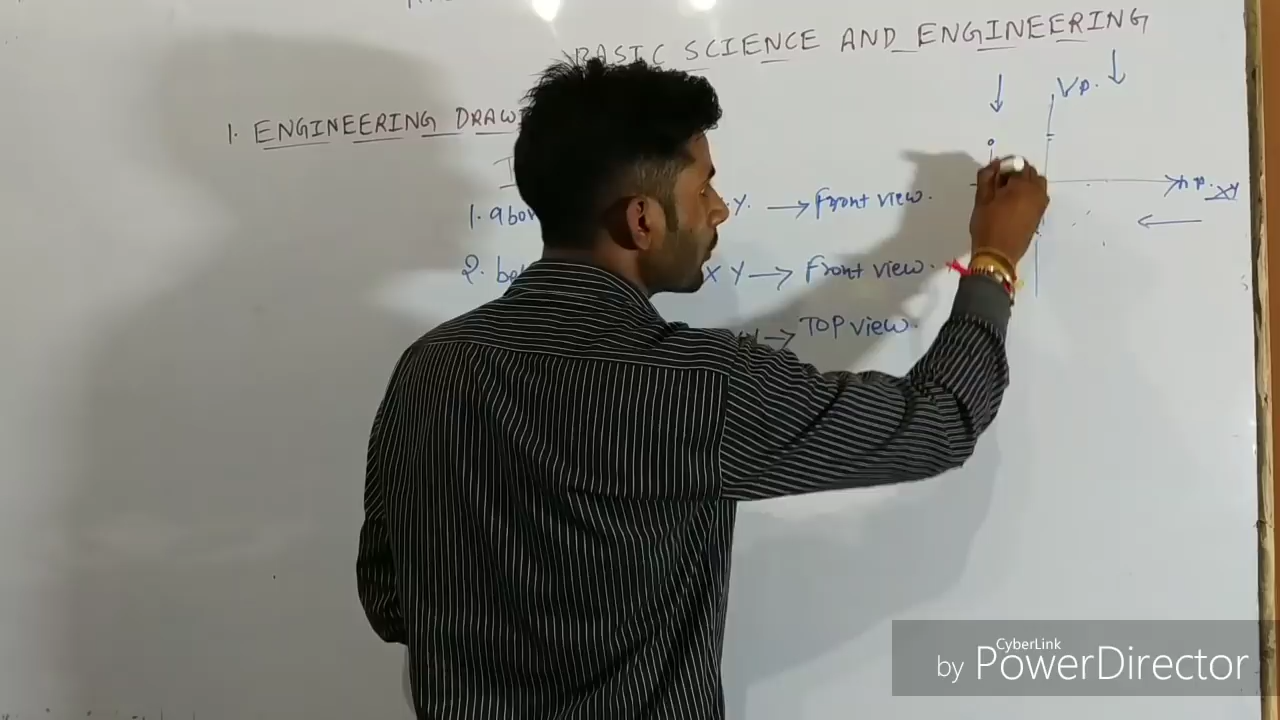 BASIC SCIENCE AND ENGINEERING
V.P.
1. ENGINEERING DRAW
h.P. XY
1. abov Y. → Front view.
2. be X Y → Front view.
→ TOP view.
CyberLink
by PowerDirector